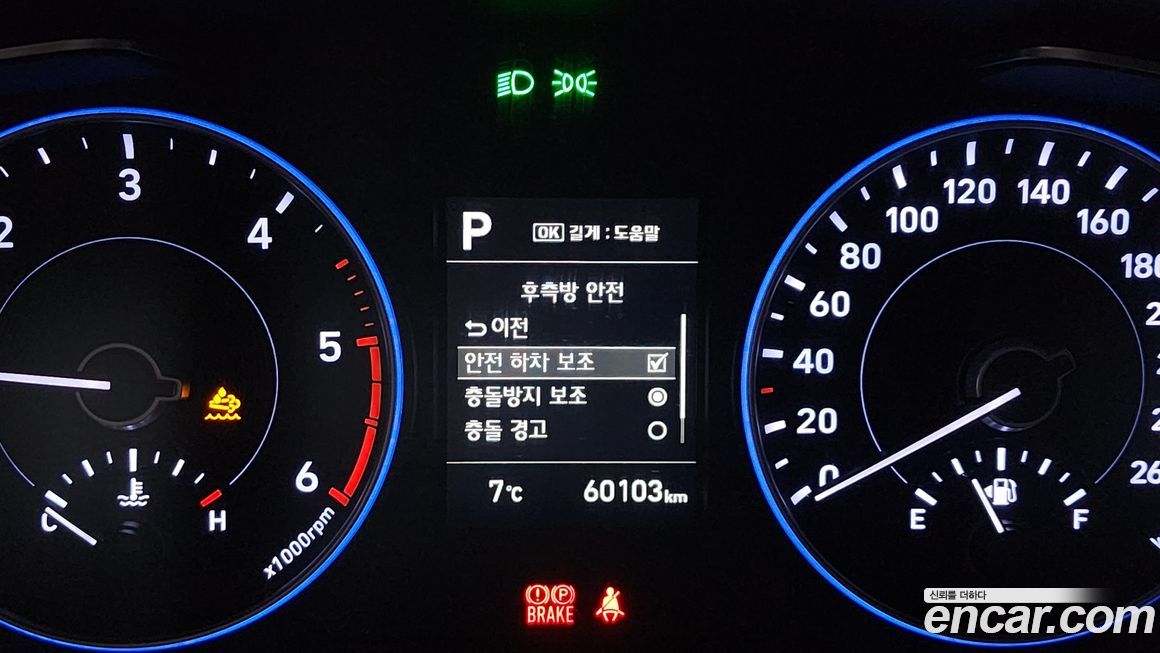 P
OK 길게 : 도움말
후측방 안전
이전
안전 하차 보조
충돌방지 보조
충돌 경고
7℃
60103km
2
3
4
5
6
x1000rpm
C
H
0
20
40
60
80
100
120
140
160
180
26
E
F
P
BRAKE
신뢰를 더하다
encar.com